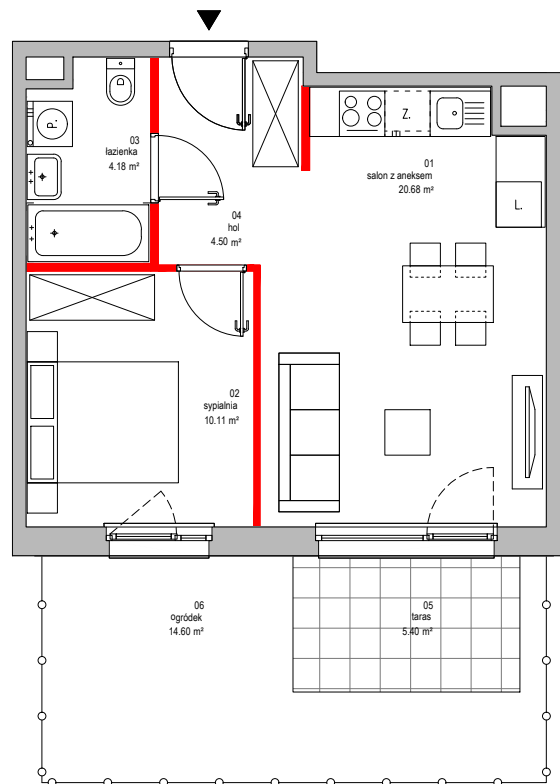 D
P.
03
łazienka
4.18 m²
Z.
01
salon z aneksem
20.68 m²
L.
04
hol
4.50 m²
02
sypialnia
10.11 m²
06
ogródek
14.60 m²
05
taras
5.40 m²